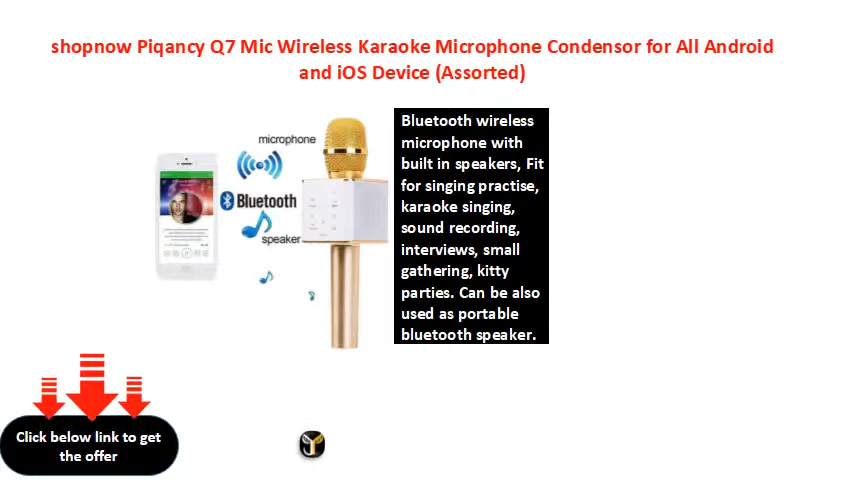 shopnow Piqancy Q7 Mic Wireless Karaoke Microphone Condensor for All Android
and iOS Device (Assorted)
microphone
Bluetooth
speaker
Bluetooth wireless
microphone with
built in speakers, Fit
for singing practise,
karaoke singing,
sound recording,
interviews, small
gathering, kitty
parties. Can be also
used as portable
bluetooth speaker.
Click below link to get
the offer